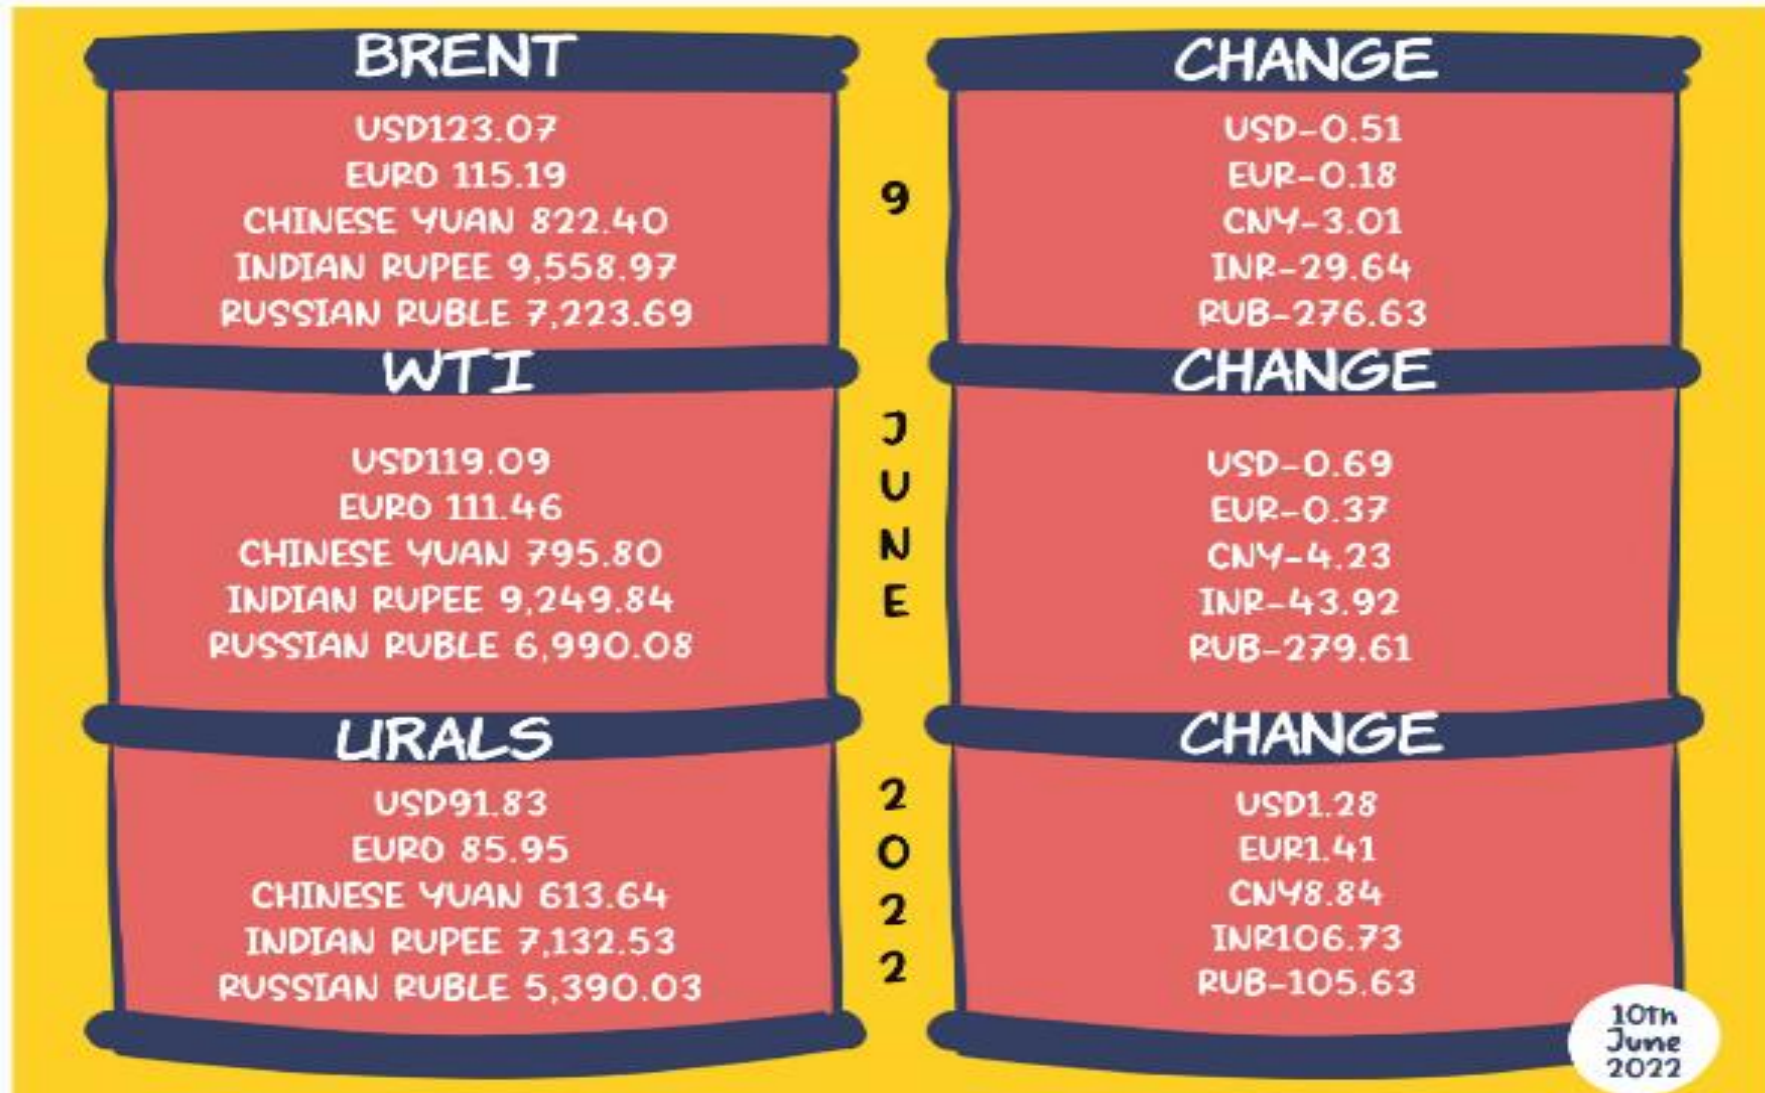 BRENT
USD123.07
EURO 115.19
CHINESE YUAN 822.40
INDIAN RUPEE 9,558.97
RUSSIAN RUBLE 7,223.69
CHANGE
USD-0.51
EUR-0.18
CNY-3.01
INR-29.64
RUB-276.63
WTI
USD119.09
EURO 111.46
CHINESE YUAN 795.80
INDIAN RUPEE 9,249.84
RUSSIAN RUBLE 6,990.08
CHANGE
USD-0.69
EUR-0.37
CNY-4.23
INR-43.92
RUB-279.61
URALS
USD91.83
EURO 85.95
CHINESE YUAN 613.64
INDIAN RUPEE 7,132.53
RUSSIAN RUBLE 5,390.03
CHANGE
USD1.28
EUR1.41
CNY8.84
INR106.73
RUB-105.63
9
JUNE
2022
10Th
June
2022